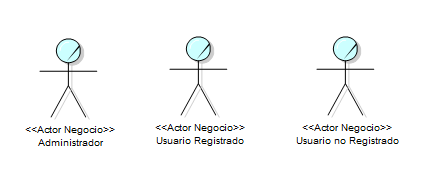 <<Actor Negocio>> <<Actor Negocio>> <<Actor Negocio>>
Administrador Usuario Registrado Usuario no Registrado